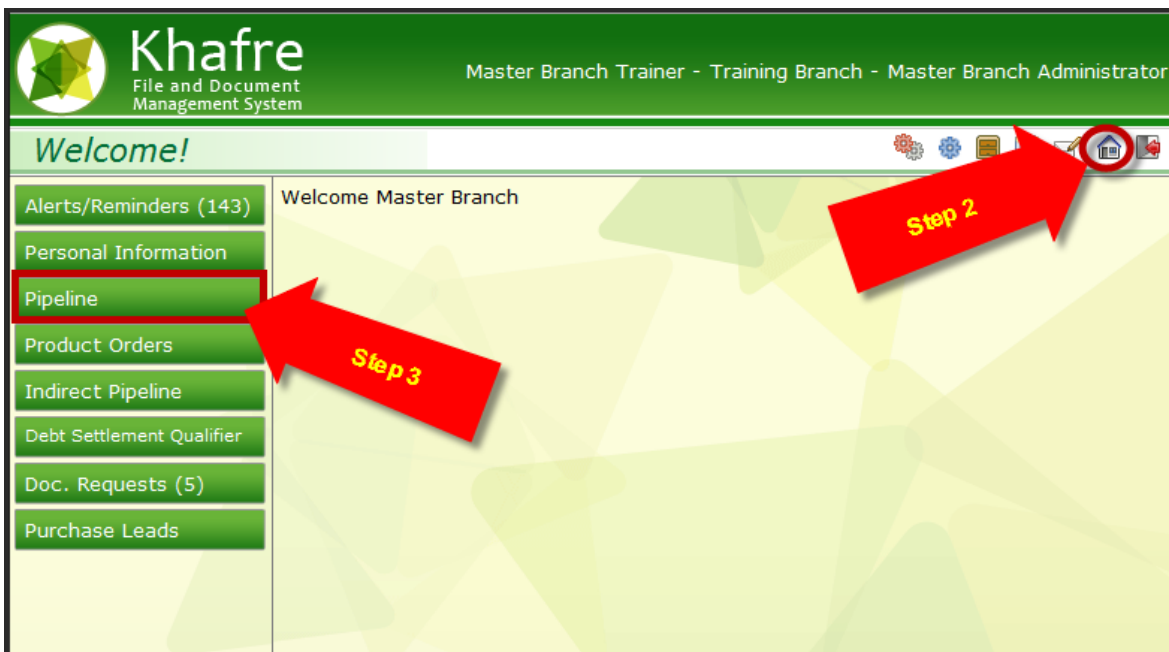 Khafre
File and Document
Management System
Master Branch Trainer - Training Branch - Master Branch Administrator
Welcome!
Alerts/Reminders (143)
Welcome Master Branch
Personal Information
Pipeline
Product Orders
Indirect Pipeline
Debt Settlement Qualifier
Doc. Requests (5)
Purchase Leads
Step 2
Step 3